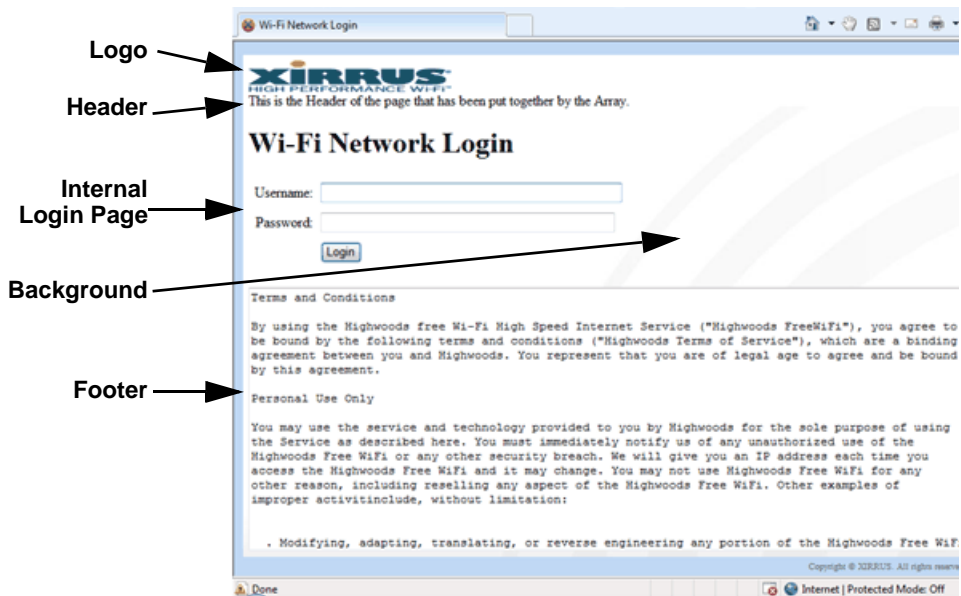 Wi-Fi Network Login
Logo
XIRRUS
HIGH PERFORMANCE WI-FI
Header
This is the Header of the page that has been put together by the Array.
Wi-Fi Network Login
Internal
Login Page
Username:
Password:
Login
Background
Terms and Conditions
By using the Highwoods free Wi-Fi High Speed Internet Service ("Highwoods FreeWiFi"), you agree to
be bound by the following terms and conditions ("Highwoods Terms of Service"), which are a binding
agreement between you and Highwoods. You represent that you are of legal age to agree and be bound
by this agreement.
Footer
Personal Use Only
You may use the service and technology provided to you by Highwoods for the sole purpose of using
the Service as described here. You must immediately notify us of any unauthorized use of the
Highwoods Free WiFi or any other security breach. We will give you an IP address each time you
access the Highwoods Free WiFi and it may change. You may not use Highwoods Free WiFi for any
other reason, including reselling any aspect of the Highwoods Free WiFi. Other examples of
improper activitinclude, without limitation:
. Modifying, adapting, translating, or reverse engineering any portion of the Highwoods Free WiF
Copyright © XIRRUS. All rights reserve
Done
Internet | Protected Mode: Off